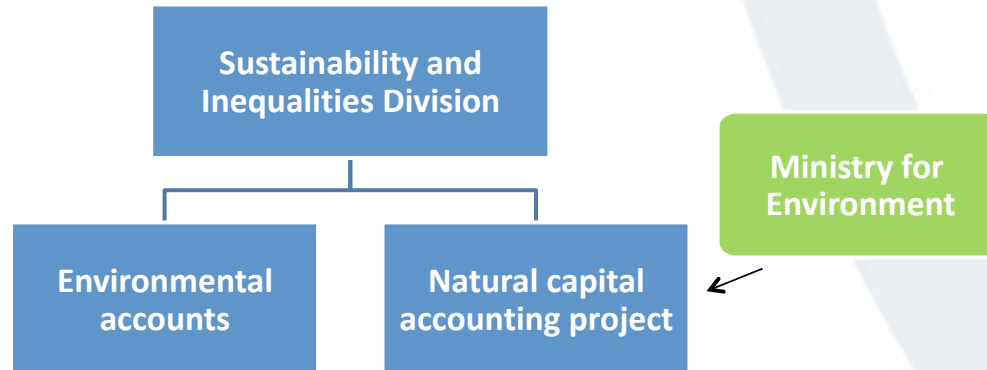 Sustainability and
Inequalities Division
Ministry for
Environment
Environmental
accounts
Natural capital
accounting project